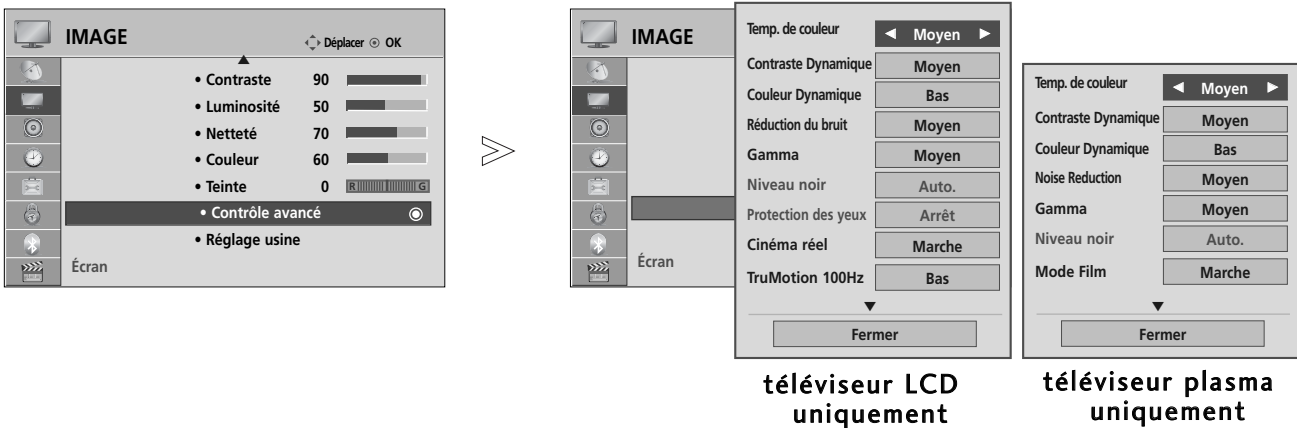 IMAGE
Déplacer OK
• Contraste 90
• Luminosité 50
• Netteté 70
• Couleur 60
• Teinte 0 R G
• Contrôle avancé
• Réglage usine
Écran
IMAGE
Écran
Temp. de couleur Moyen
Contraste Dynamique Moyen
Couleur Dynamique Bas
Réduction du bruit Moyen
Gamma Moyen
Niveau noir Auto.
Protection des yeux Arrêt
Cinéma réel Marche
TruMotion 100Hz Bas
Fermer
téléviseur LCD
uniquement
Temp. de couleur Moyen
Contraste Dynamique Moyen
Couleur Dynamique Bas
Noise Reduction Moyen
Gamma Moyen
Niveau noir Auto.
Mode Film Marche
Fermer
téléviseur plasma
uniquement